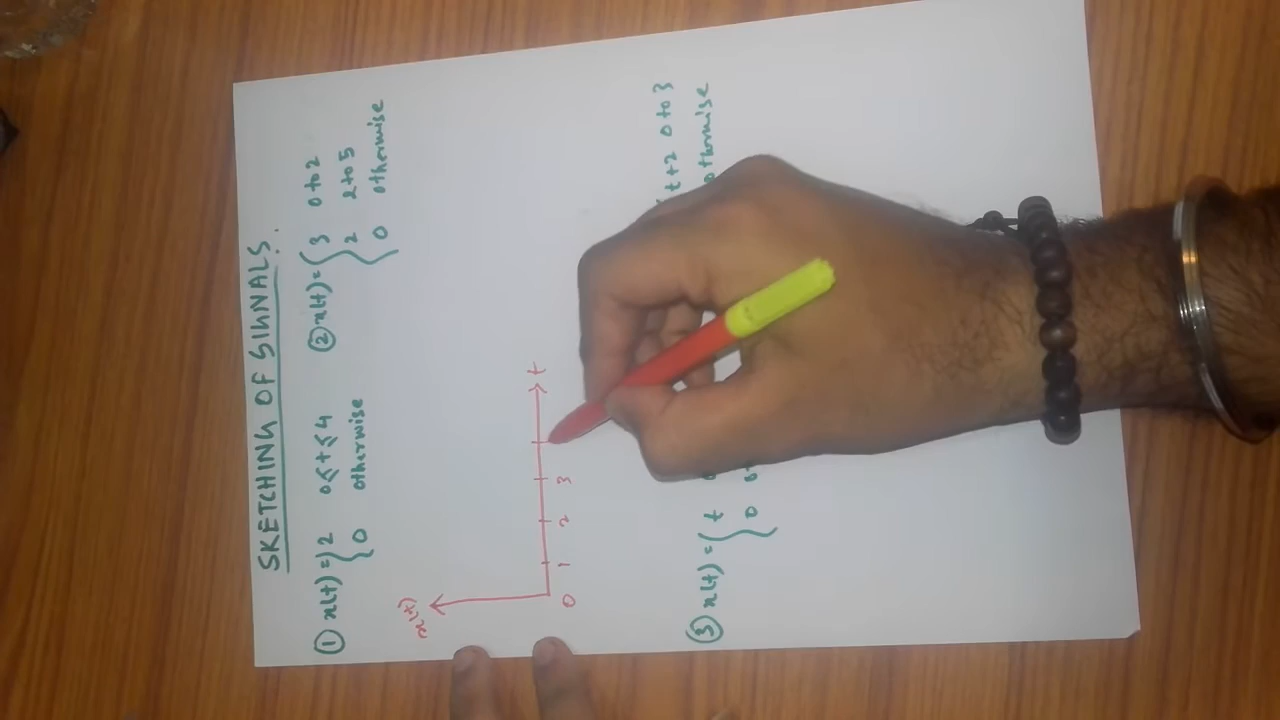 SKETCHING OF SIGNALS.
① x(t) = { 2 0≤t≤4
0 otherwise
② x(t) = { 3 0 to 2
2 2 to 5
0 otherwise
x(t)
t
0 1 2 3
③ x(t) = { t
0
t+2 0 to 3
otherwise